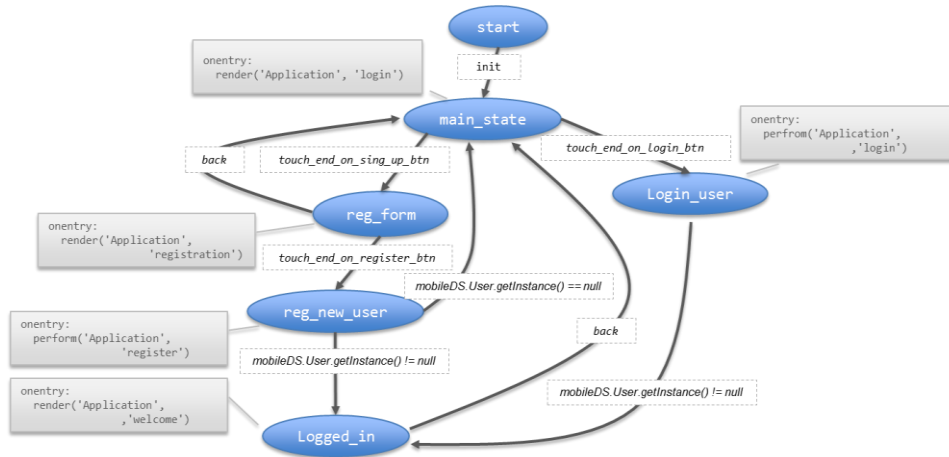 start
init
onentry:
render('Application', 'login')
main_state
onentry:
perfrom('Application',
,'login')
back
touch_end_on_sing_up_btn
touch_end_on_login_btn
Login_user
reg_form
onentry:
render('Application',
'registration')
touch_end_on_register_btn
mobileDS.User.getInstance() == null
reg_new_user
onentry:
perform('Application',
'register')
back
mobileDS.User.getInstance() != null
mobileDS.User.getInstance() != null
onentry:
render('Application',
,'welcome')
Logged_in